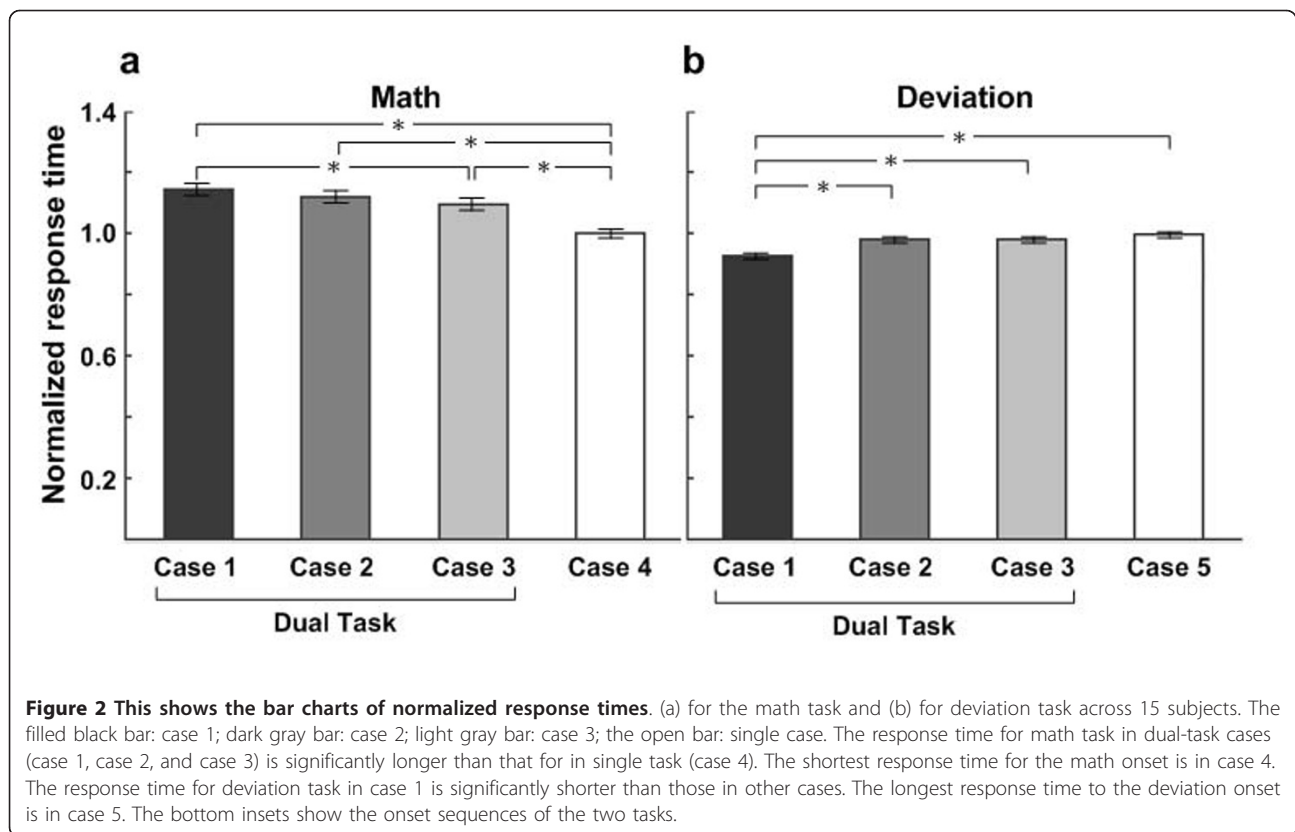 a
b
Math
Deviation
Normalized response time
1.4
1.0
0.6
0.2
* 
*
* *
*
*
*
Case 1 Case 2 Case 3 Case 4
Dual Task
Case 1 Case 2 Case 3 Case 5
Dual Task
Figure 2 This shows the bar charts of normalized response times. (a) for the math task and (b) for deviation task across 15 subjects. The
filled black bar: case 1; dark gray bar: case 2; light gray bar: case 3; the open bar: single case. The response time for math task in dual-task cases
(case 1, case 2, and case 3) is significantly longer than that for in single task (case 4). The shortest response time for the math onset is in case 4.
The response time for deviation task in case 1 is significantly shorter than those in other cases. The longest response time to the deviation onset
is in case 5. The bottom insets show the onset sequences of the two tasks.